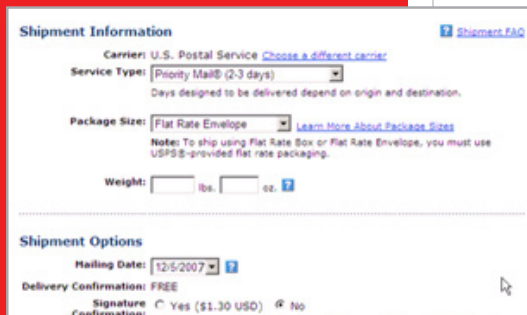 Shipment Information
Shipment FAQ
Carrier: U.S. Postal Service Choose a different carrier
Service Type: Priority Mail® (2-3 days)
Days designed to be delivered depend on origin and destination.
Package Size: Flat Rate Envelope Learn More About Package Sizes
Note: To ship using Flat Rate Box or Flat Rate Envelope, you must use
USPS®-provided flat rate packaging.
Weight: lbs. oz. ?
Shipment Options
Mailing Date: 12/5/2007 ?
Delivery Confirmation: FREE
Signature Yes ($1.30 USD) No
Confirmation: